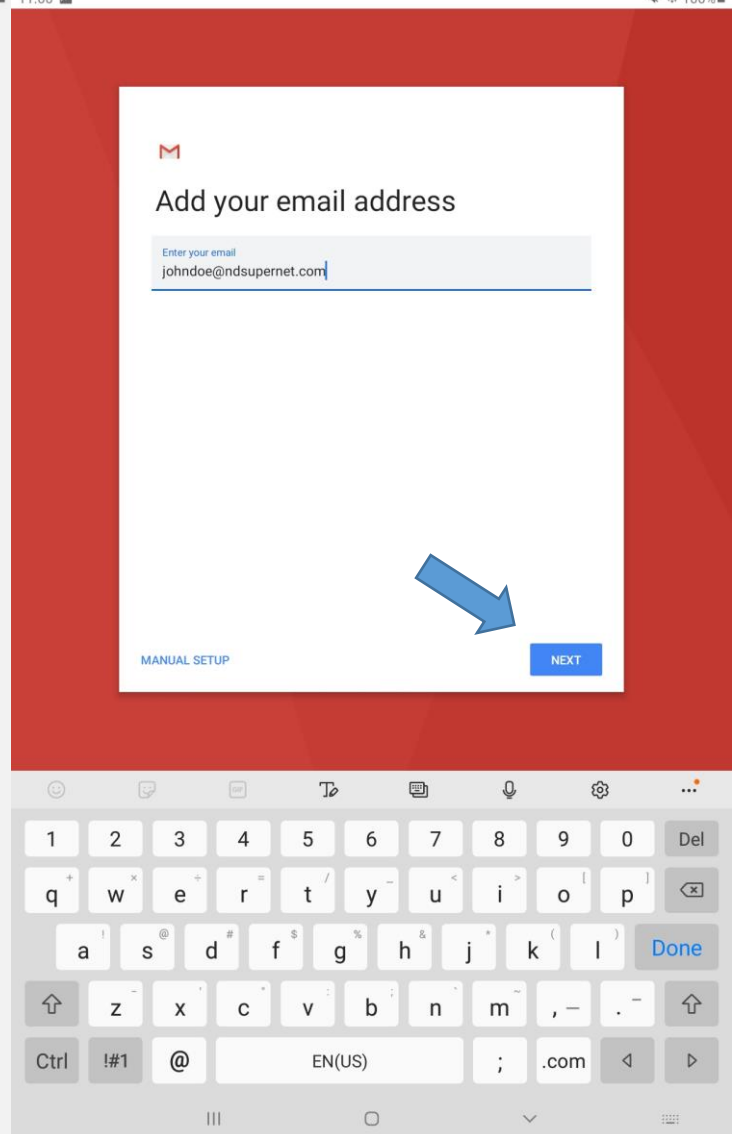 Add your email address
Enter your email
johndoe@ndsupernet.com
MANUAL SETUP
NEXT
GIF
1 2 3 4 5 6 7 8 9 0 Del
q + w × e ÷ r = t / y _ u < i > o [ p ]
a ! s @ d # f $ g % h & j * k ( l ) Done
z - x ' c " v : b ; n ` m ~ , — . -
Ctrl !#1 @ EN(US) ; .com